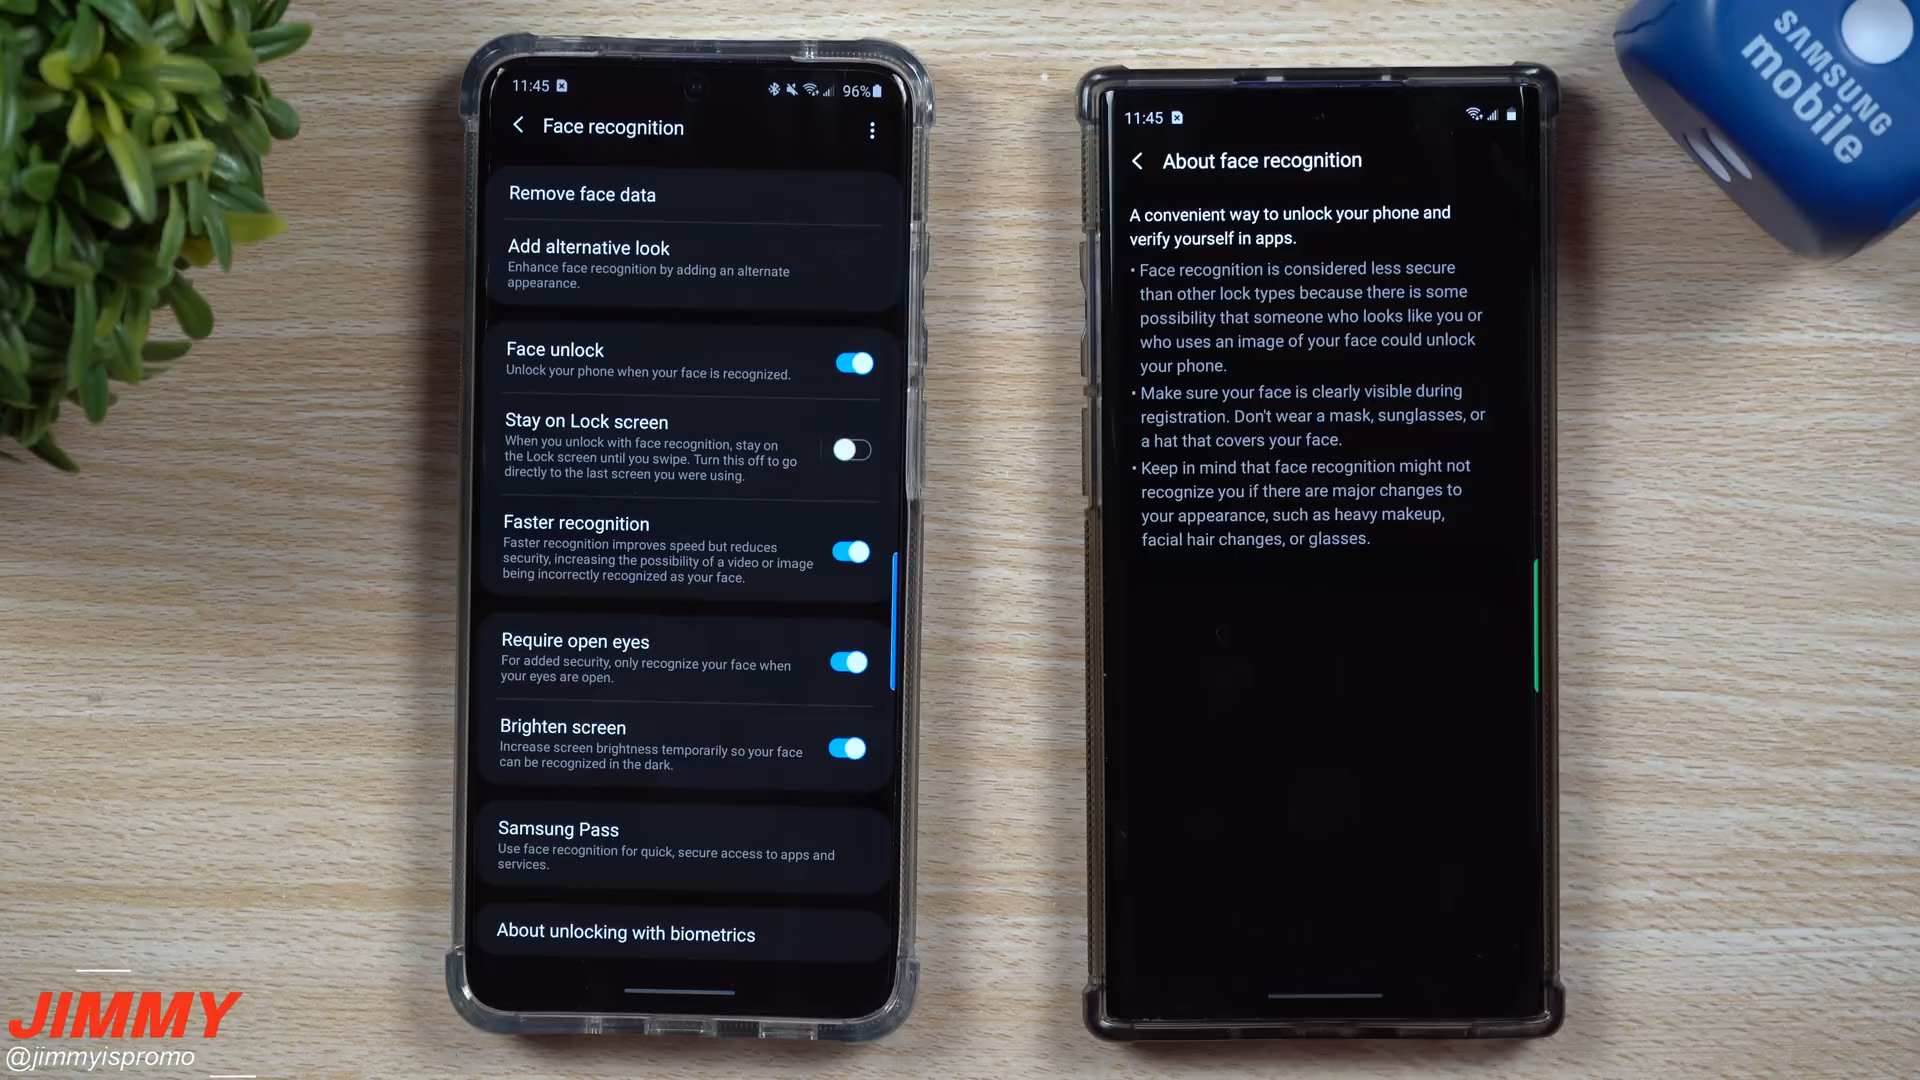 11:45
96%
Face recognition
Remove face data
Add alternative look
Enhance face recognition by adding an alternate
appearance.
Face unlock
Unlock your phone when your face is recognized.
Stay on Lock screen
When you unlock with face recognition, stay on
the Lock screen until you swipe. Turn this off to go
directly to the last screen you were using.
Faster recognition
Faster recognition improves speed but reduces
security, increasing the possibility of a video or image
being incorrectly recognized as your face.
Require open eyes
For added security, only recognize your face when
your eyes are open.
Brighten screen
Increase screen brightness temporarily so your face
can be recognized in the dark.
Samsung Pass
Use face recognition for quick, secure access to apps and
services.
About unlocking with biometrics
11:45
About face recognition
A convenient way to unlock your phone and
verify yourself in apps.
• Face recognition is considered less secure
than other lock types because there is some
possibility that someone who looks like you or
who uses an image of your face could unlock
your phone.
• Make sure your face is clearly visible during
registration. Don't wear a mask, sunglasses, or
a hat that covers your face.
• Keep in mind that face recognition might not
recognize you if there are major changes to
your appearance, such as heavy makeup,
facial hair changes, or glasses.
SAMSUNG
mobile
JIMMY
@jimmyispromo